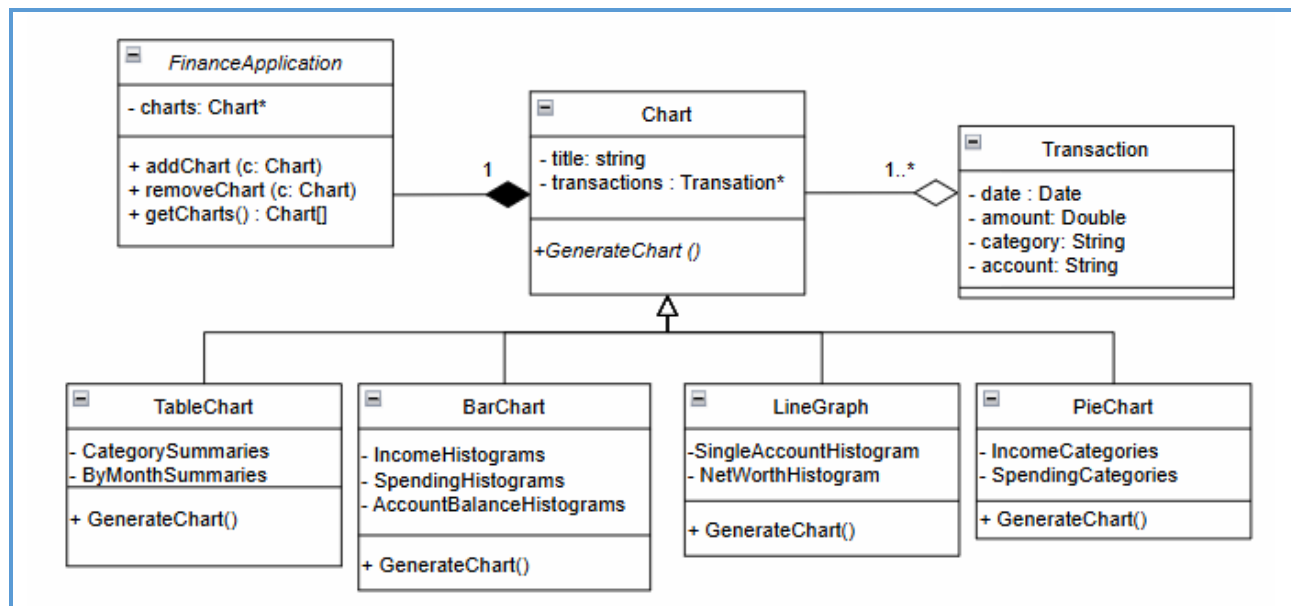 FinanceApplication
- charts: Chart*
+ addChart (c: Chart)
+ removeChart (c: Chart)
+ getCharts() : Chart[]
1
Chart
- title: string
- transactions : Transation*
+GenerateChart ()
1..*
Transaction
- date : Date
- amount: Double
- category: String
- account: String
TableChart
- CategorySummaries
- ByMonthSummaries
+ GenerateChart()
BarChart
- IncomeHistograms
- SpendingHistograms
- AccountBalanceHistograms
+ GenerateChart()
LineGraph
-SingleAccountHistogram
- NetWorthHistogram
+ GenerateChart()
PieChart
- IncomeCategories
- SpendingCategories
+ GenerateChart()